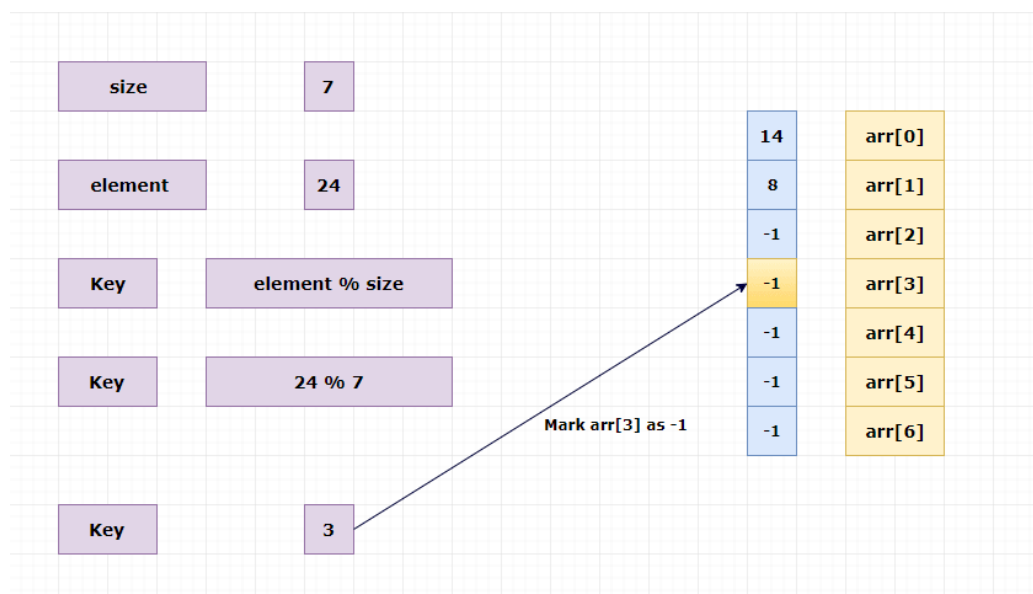 size 7
14 arr[0]
element 24
8 arr[1]
-1 arr[2]
Key element % size
-1 arr[3]
-1 arr[4]
Key 24 % 7
-1 arr[5]
Mark arr[3] as -1
-1 arr[6]
Key 3